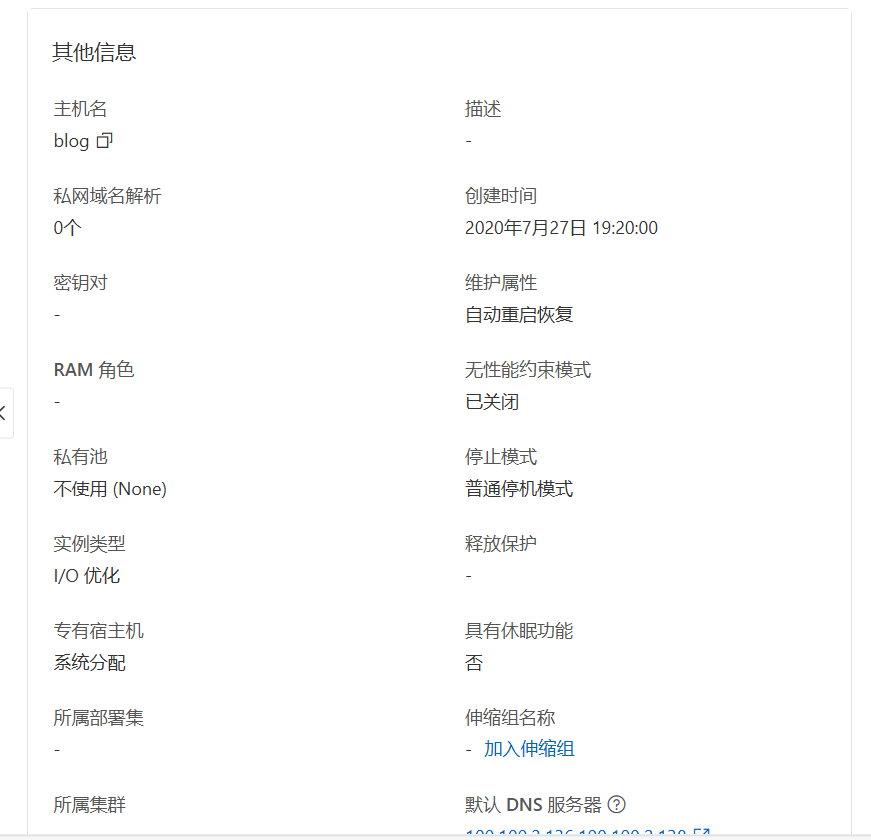 其他信息
主机名
描述
blog
-
私网域名解析
创建时间
0个
2020年7月27日 19:20:00
密钥对
维护属性
-
自动重启恢复
RAM 角色
无性能约束模式
-
已关闭
私有池
停止模式
不使用 (None)
普通停机模式
实例类型
释放保护
I/O 优化
-
专有宿主机
具有休眠功能
系统分配
否
所属部署集
伸缩组名称
-
- 加入伸缩组
所属集群
默认 DNS 服务器